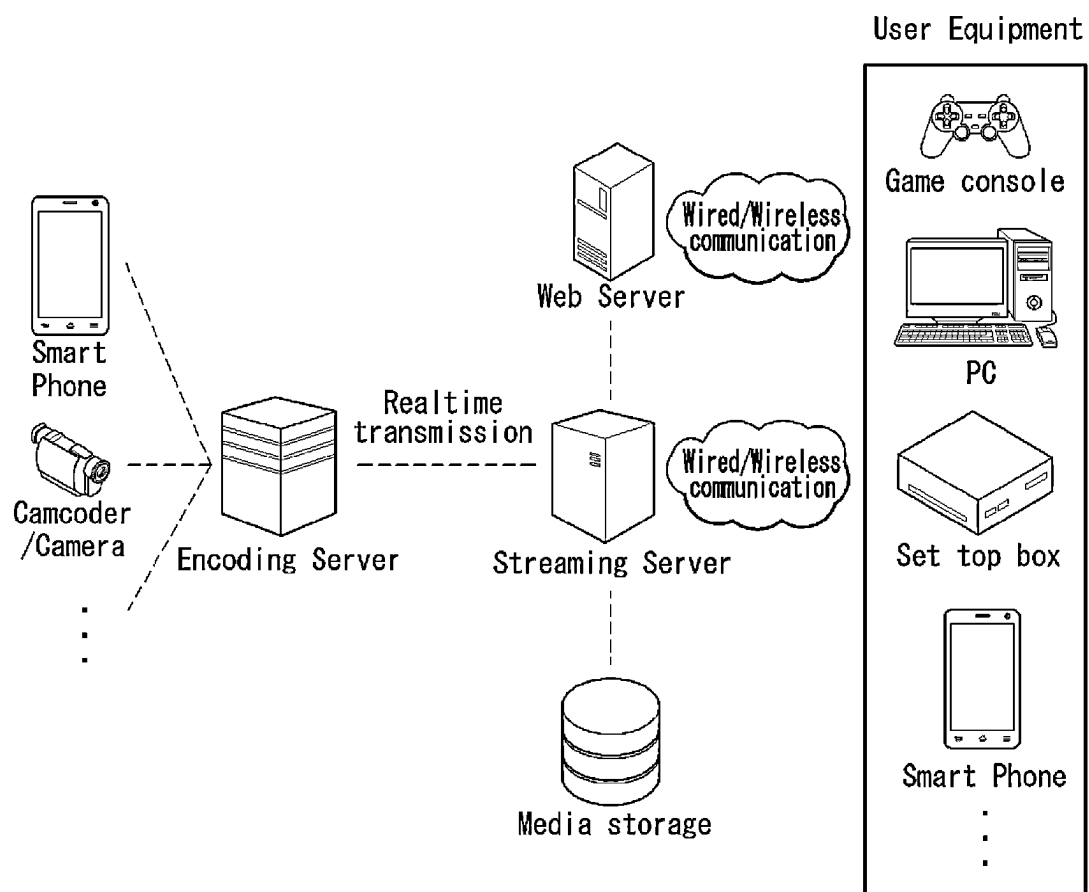 User Equipment
Game console
Wired/Wireless
communication
Web Server
Smart
Phone
PC
Realtime
transmission
Wired/Wireless
communication
Camcoder
/Camera
Encoding Server
Streaming Server
Set top box
Media storage
Smart Phone